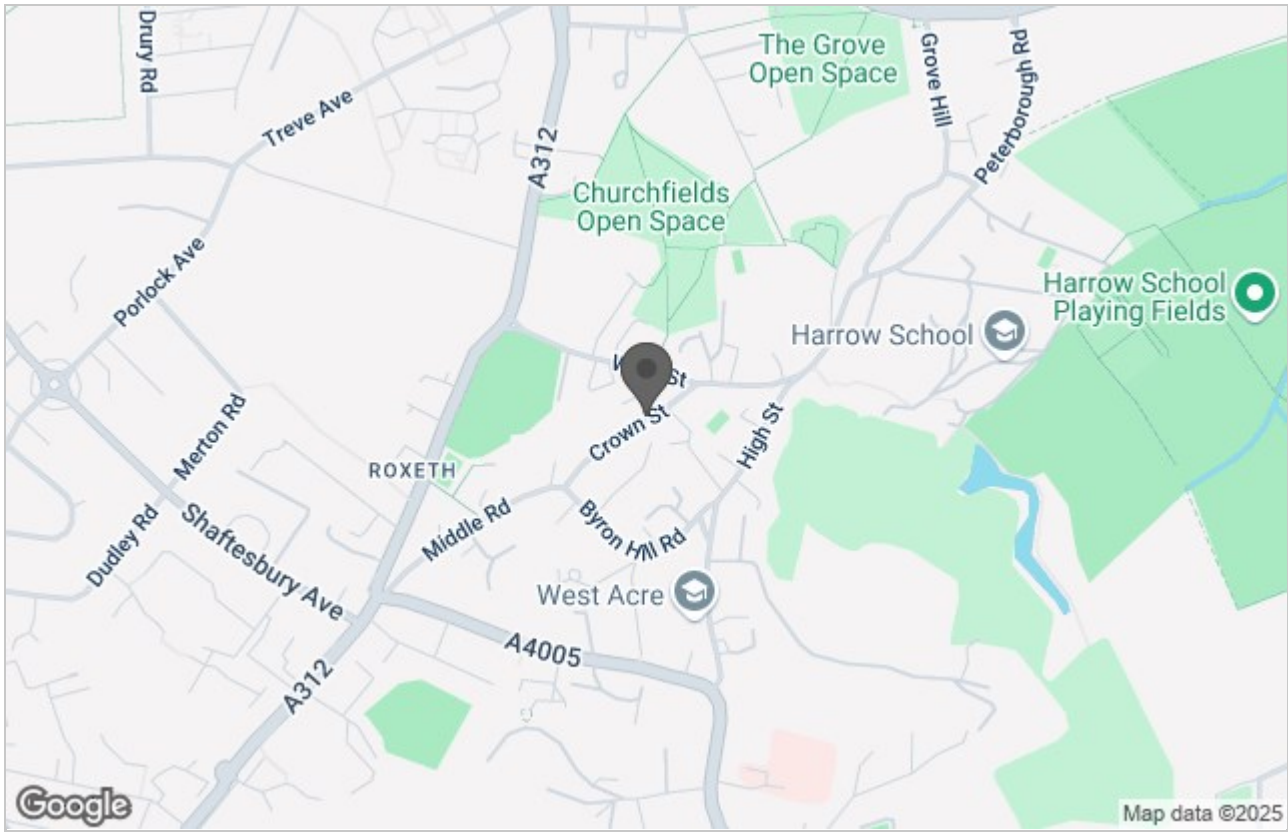 Drury Rd
Treve Ave
A312
The Grove
Open Space
Grove Hill
Peterborough Rd
Churchfields
Open Space
Porlock Ave
Harrow School
Playing Fields
Harrow School
St
Crown St
High St
Merton Rd
ROXETH
Dudley Rd
Shaftesbury Ave
Middle Rd
Byron Hill Rd
West Acre
A4005
A312
Google
Map data ©2025